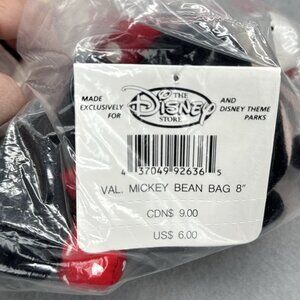 MADE
EXCLUSIVELY
FOR
THE
Disney
STORE
AND
DISNEY THEME
PARKS
4 37049 92636 5
VAL. MICKEY BEAN BAG 8"
CDN$ 9.00
US$ 6.00